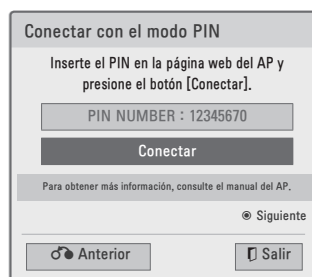 Conectar con el modo PIN
Inserte el PIN en la página web del AP y
presione el botón [Conectar].
PIN NUMBER : 12345670
Conectar
Para obtener más información, consulte el manual del AP.
Siguiente
Anterior
Salir